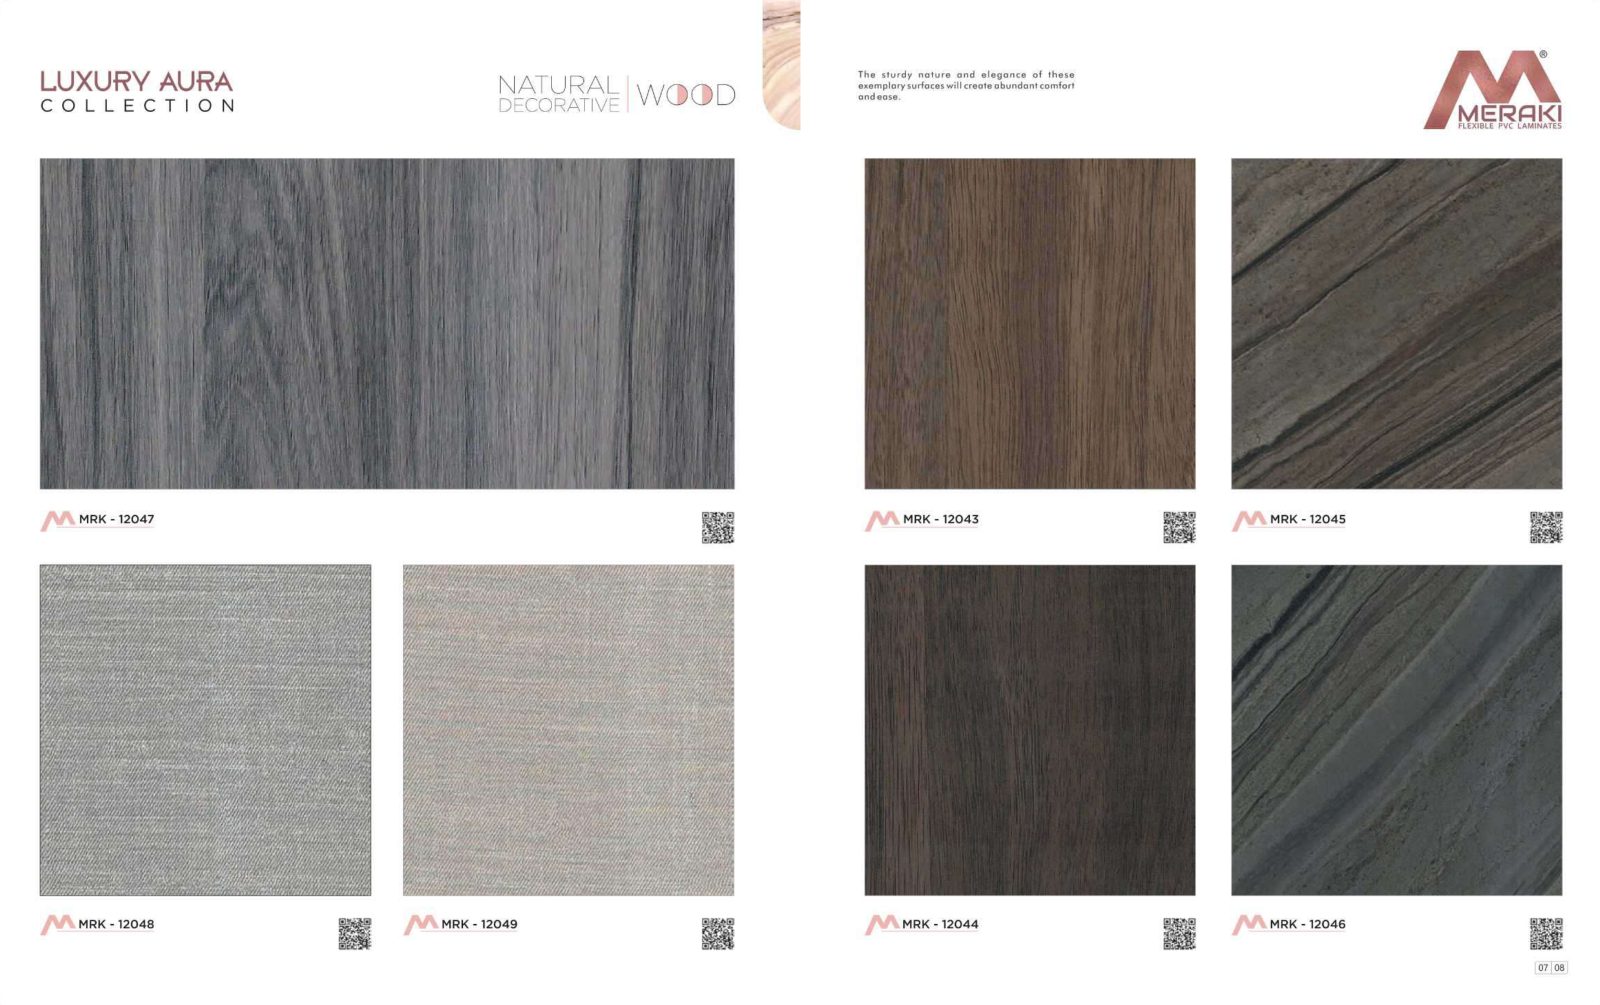 LUXURY AURA
COLLECTION
NATURAL
DECORATIVE
WOOD
The sturdy nature and elegance of these
exemplary surfaces will create abundant comfort
and ease.
®
MERAKI
FLEXIBLE PVC LAMINATES
MRK - 12047
MRK - 12043
MRK - 12045
MRK - 12048
MRK - 12049
MRK - 12044
MRK - 12046
07 08